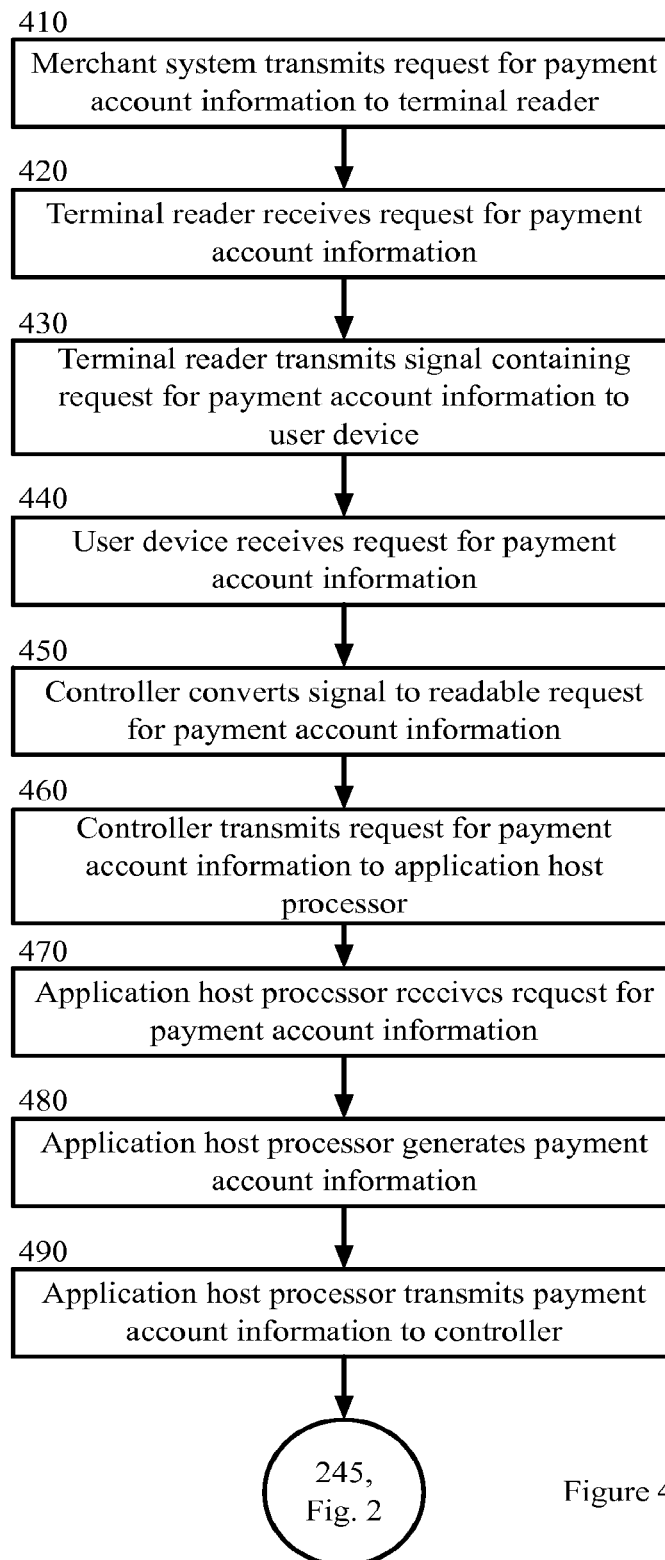 410
Merchant system transmits request for payment
account information to terminal reader
420
Terminal reader receives request for payment
account information
430
Terminal reader transmits signal containing
request for payment account information to
user device
440
User device receives request for payment
account information
450
Controller converts signal to readable request
for payment account information
460
Controller transmits request for payment
account information to application host
processor
470
Application host processor receives request for
payment account information
480
Application host processor generates payment
account information
490
Application host processor transmits payment
account information to controller
245,
Fig. 2
Figure 4